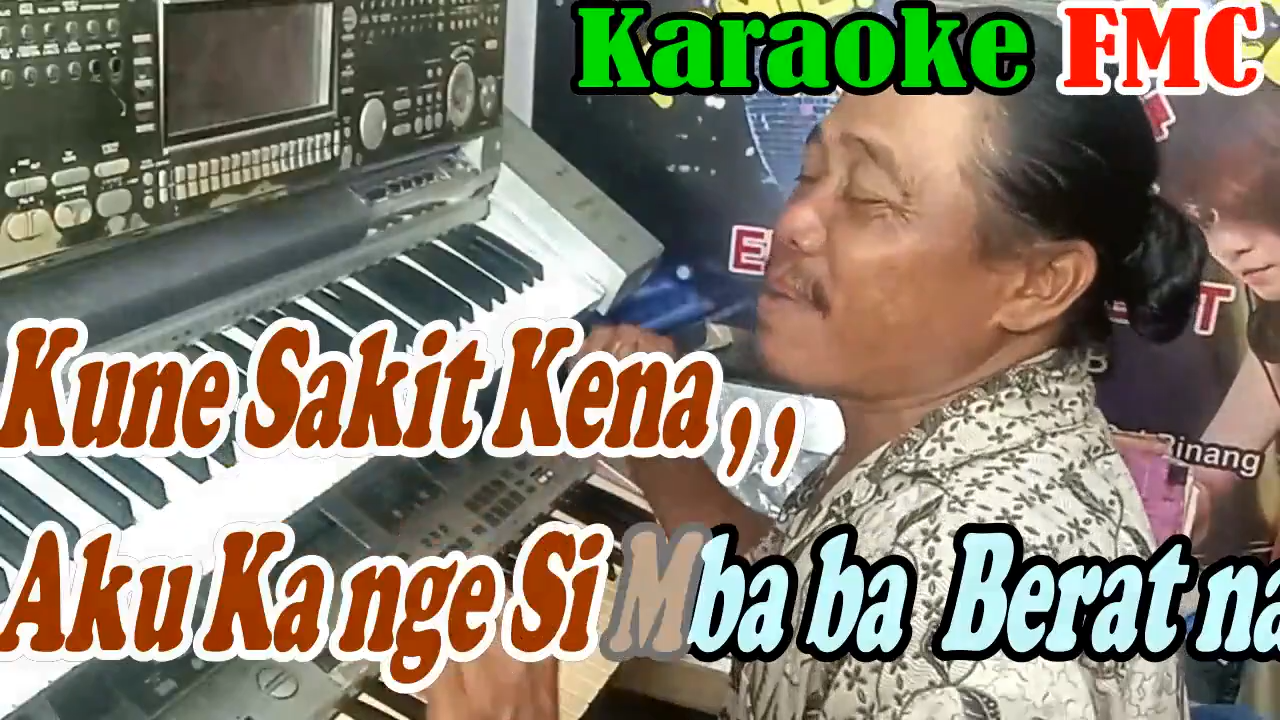 Karaoke FMC
Kune Sakit Kena , ,
Aku Ka nge Si Mba ba Berat na